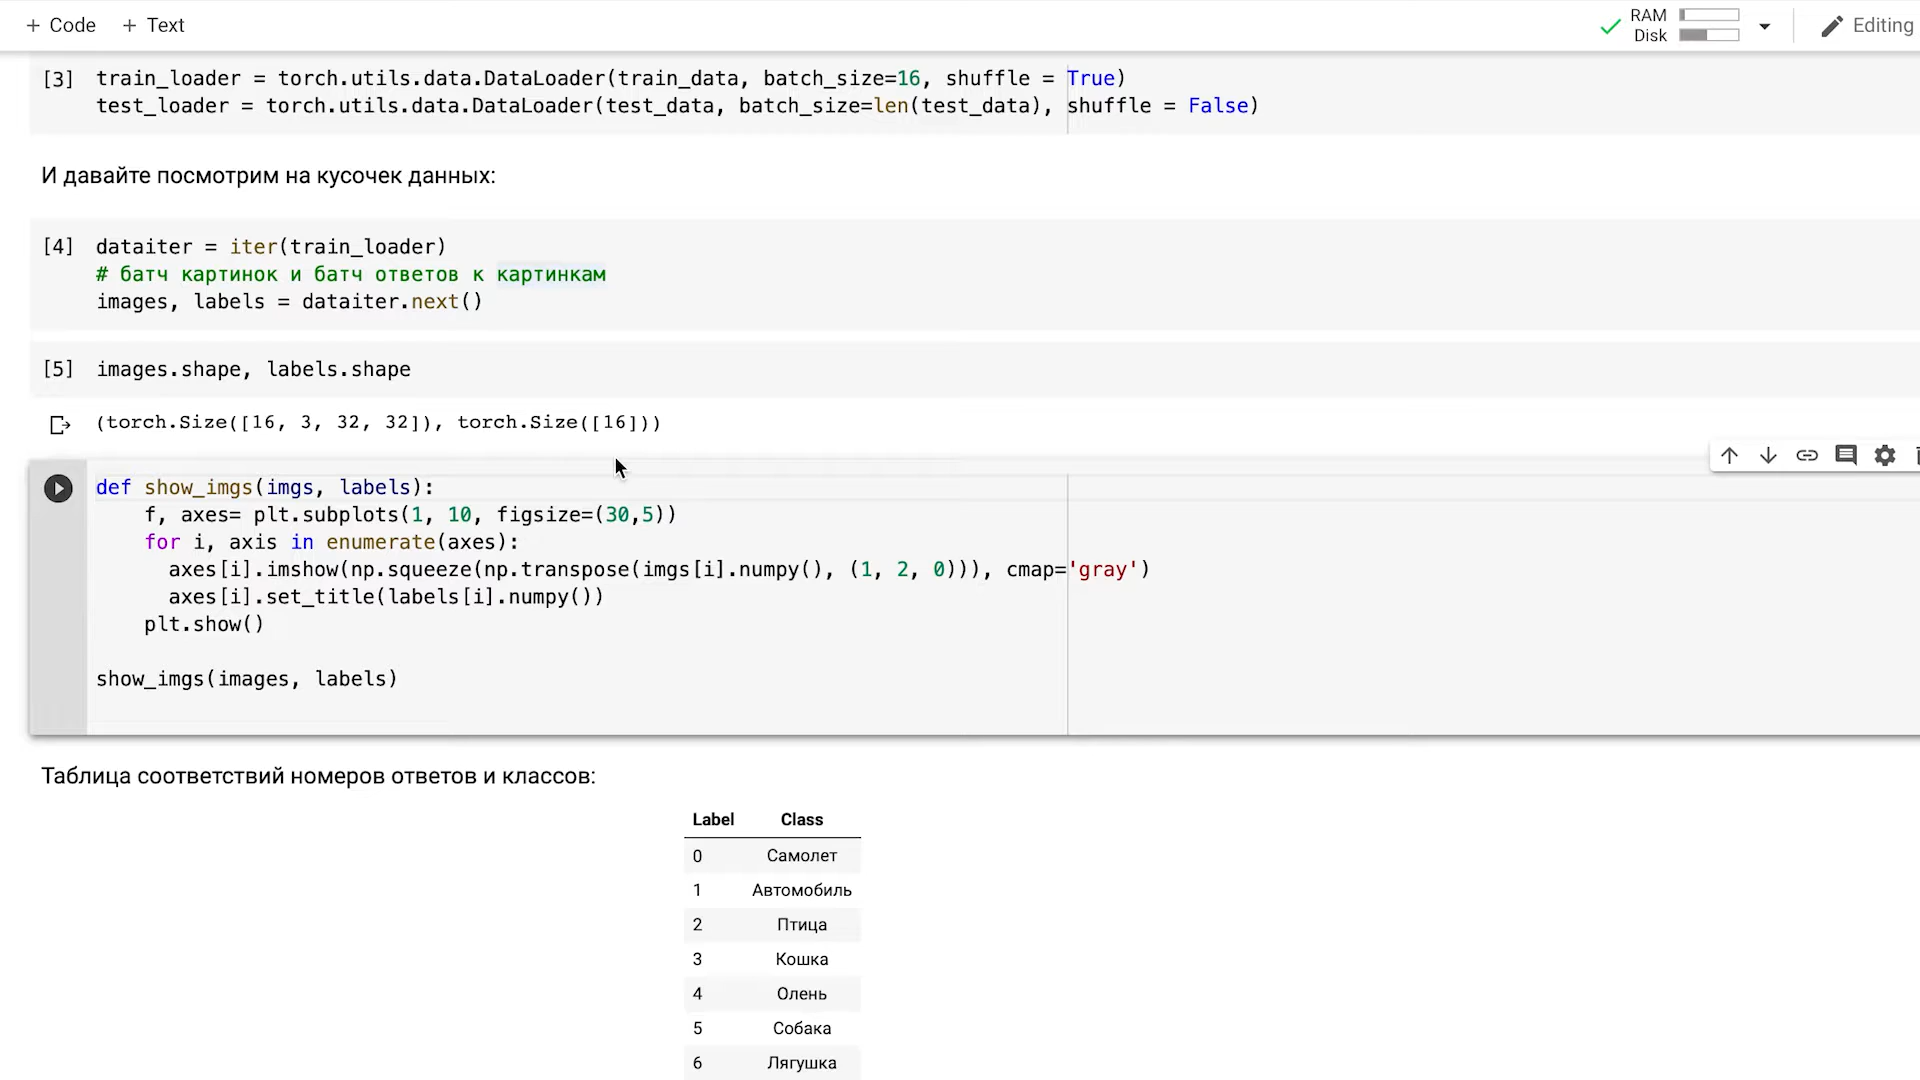 + Code + Text
RAM
Disk
Editing
[3] train_loader = torch.utils.data.DataLoader(train_data, batch_size=16, shuffle = True)
test_loader = torch.utils.data.DataLoader(test_data, batch_size=len(test_data), shuffle = False)
И давайте посмотрим на кусочек данных:
[4] dataiter = iter(train_loader)
# батч картинок и батч ответов к картинкам
images, labels = dataiter.next()
[5] images.shape, labels.shape
(torch.Size([16, 3, 32, 32]), torch.Size([16]))
def show_imgs(imgs, labels):
f, axes= plt.subplots(1, 10, figsize=(30,5))
for i, axis in enumerate(axes):
axes[i].imshow(np.squeeze(np.transpose(imgs[i].numpy(), (1, 2, 0))), cmap='gray')
axes[i].set_title(labels[i].numpy())
plt.show()
show_imgs(images, labels)
Таблица соответствий номеров ответов и классов:
Label Class
0 Самолет
1 Автомобиль
2 Птица
3 Кошка
4 Олень
5 Собака
6 Лягушка